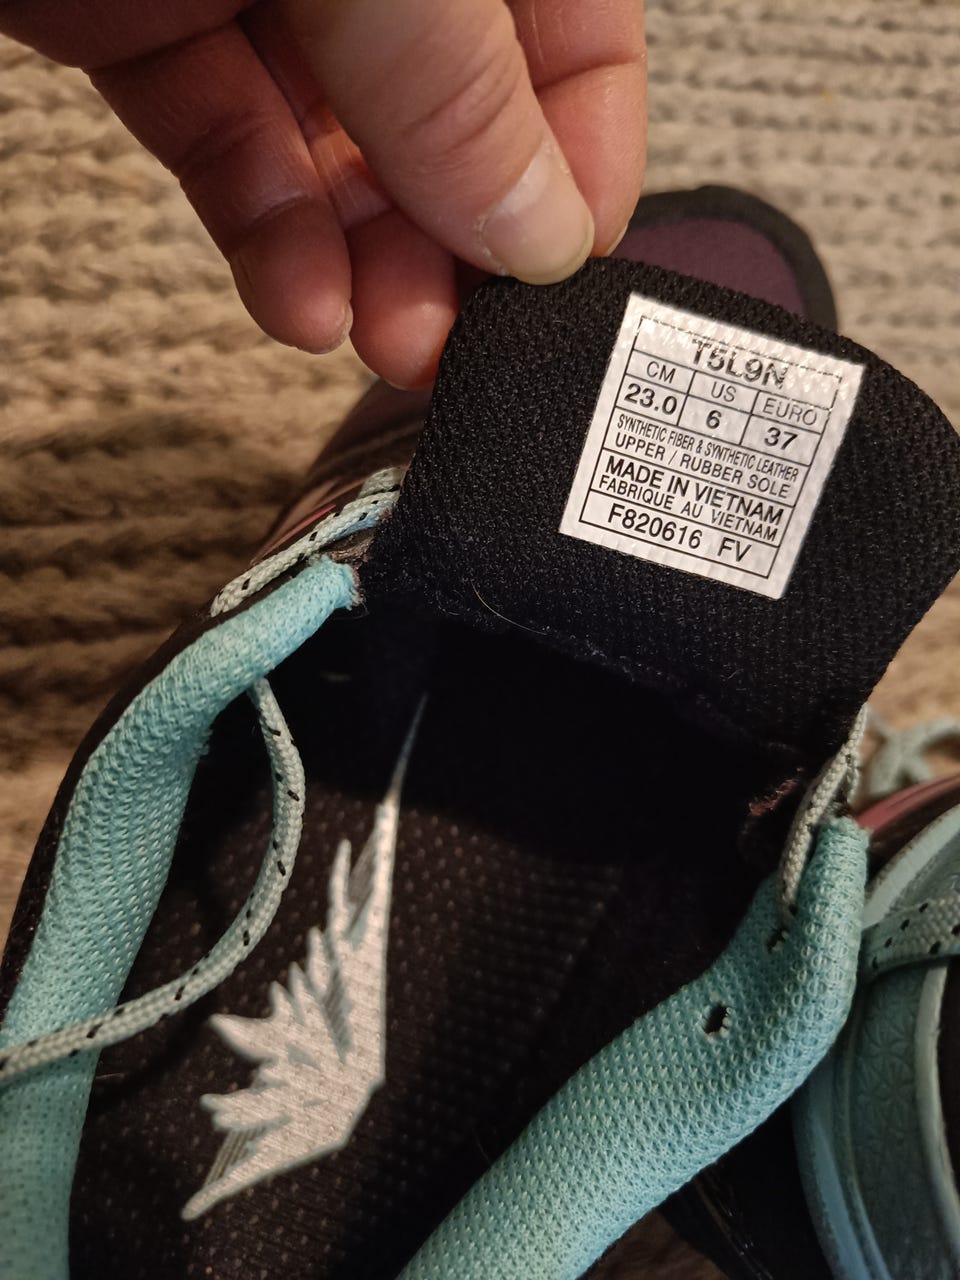 T5L9N
CM US EURO
23.0 6 37
SYNTHETIC FIBER & SYNTHETIC LEATHER
UPPER / RUBBER SOLE
MADE IN VIETNAM
FABRIQUE AU VIETNAM
F820616 FV